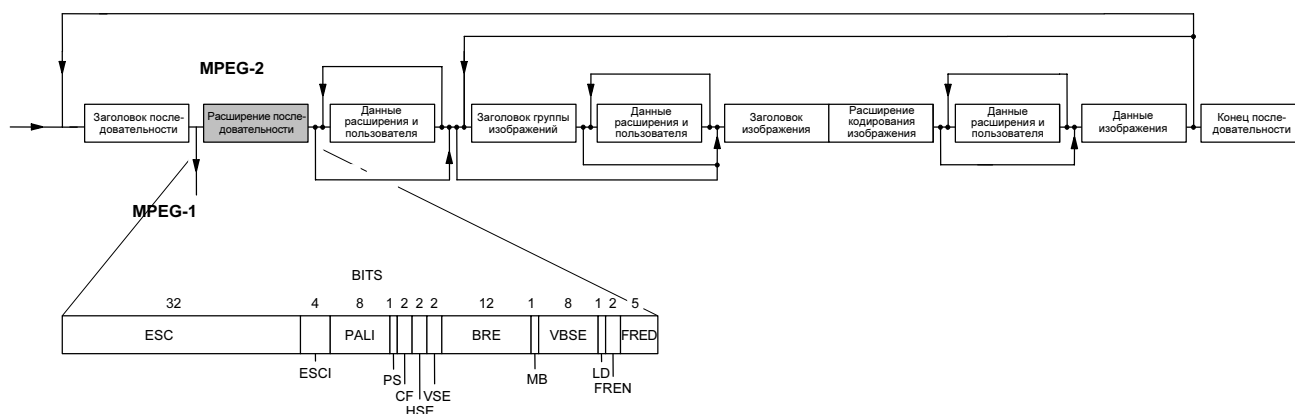 MPEG-2
Заголовок после-
довательности
Расширение после-
довательности
Данные
расширения и
пользователя
Заголовок группы
изображений
Данные
расширения и
пользователя
Заголовок
изображения
Расширение
кодирования
изображения
Данные
расширения и
пользователя
Данные
изображения
Конец после-
довательности
MPEG-1
BITS
32 4 8 1 2 2 2 12 1 8 1 2 5
ESC PALI BRE VBSE FRED
ESCI PS CF HSE VSE MB LD FREN